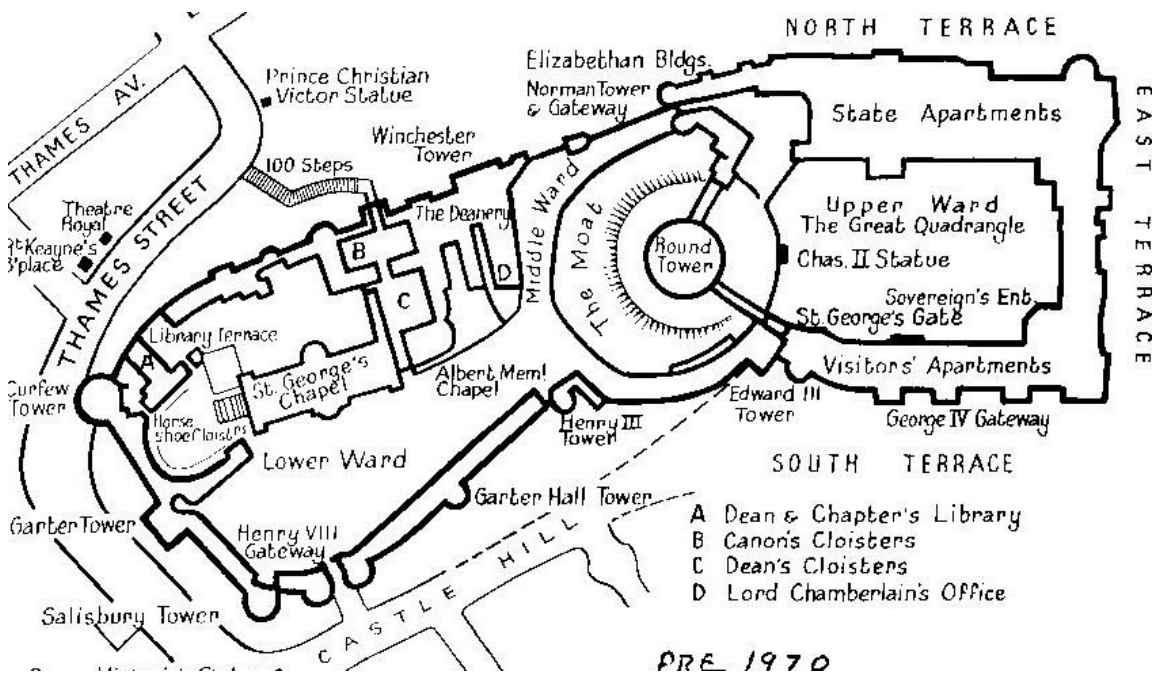 NORTH TERRACE
Elizabethan Bldgs.
Prince Christian
Victor Statue
Norman Tower
& Gateway
State Apartments
EAST TERRACE
THAMES AV.
Winchester
Tower
100 Steps
The Deanery
Middle Ward
The Moat
Round
Tower
Upper Ward
The Great Quadrangle
Chas. II Statue
Sovereign's Ent.
St. George's Gate
Visitors' Apartments
Theatre
Royal
Rt Keayne's
B'place
THAMES STREET
B
C
D
Library Terrace
A
St. George's
Chapel
Albert Meml
Chapel
Curfew
Tower
Horse
Shoe Cloisters
Henry III
Tower
Edward III
Tower
George IV Gateway
Lower Ward
SOUTH TERRACE
Garter Tower
Garter Hall Tower
Henry VIII
Gateway
Salisbury Tower
CASTLE HILL
A Dean & Chapter's Library
B Canon's Cloisters
C Dean's Cloisters
D Lord Chamberlain's Office
PRE 1970